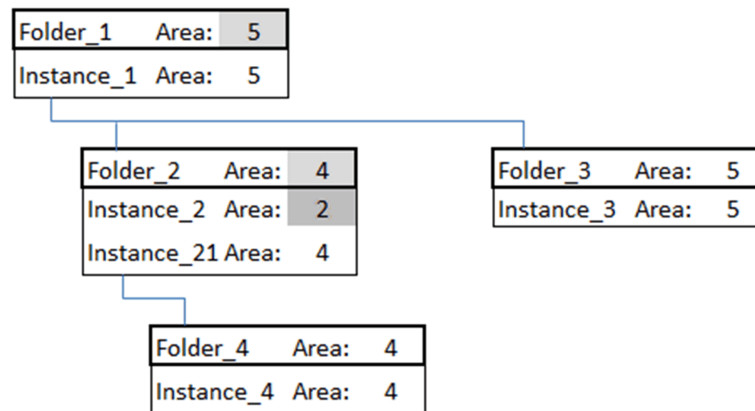 Folder_1 Area: 5
Instance_1 Area: 5
Folder_2 Area: 4
Instance_2 Area: 2
Instance_21 Area: 4
Folder_3 Area: 5
Instance_3 Area: 5
Folder_4 Area: 4
Instance_4 Area: 4